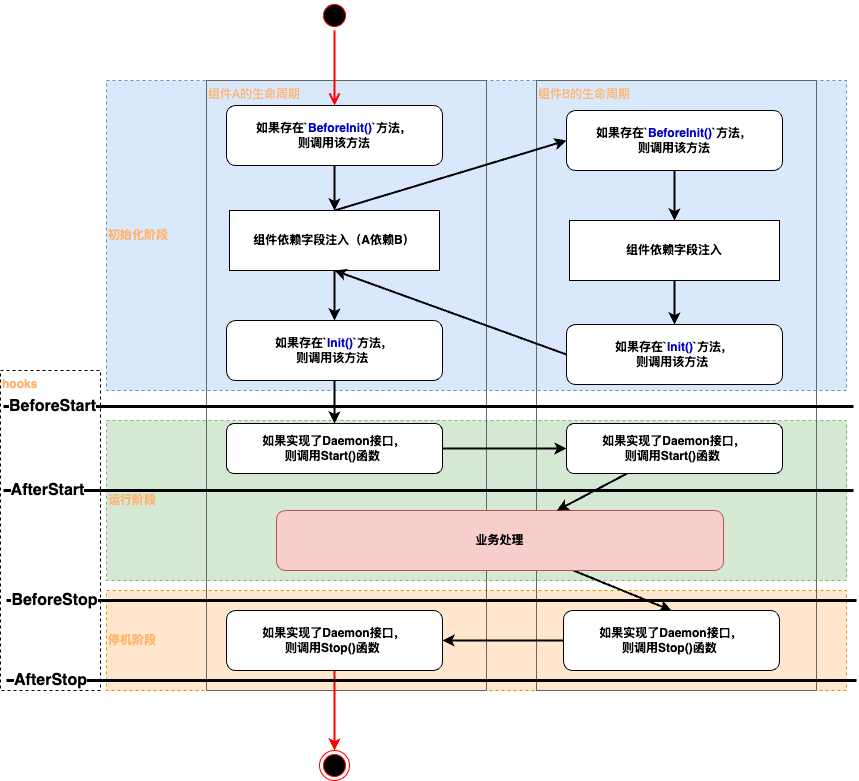 组件A的生命周期
组件B的生命周期
如果存在`BeforeInit()`方法，
则调用该方法
如果存在`BeforeInit()`方法，
则调用该方法
初始化阶段
组件依赖字段注入（A依赖B）
组件依赖字段注入
如果存在`Init()`方法，
则调用该方法
如果存在`Init()`方法，
则调用该方法
hooks
-BeforeStart
如果实现了Daemon接口，
则调用Start()函数
如果实现了Daemon接口，
则调用Start()函数
-AfterStart
运行阶段
业务处理
-BeforeStop
停机阶段
如果实现了Daemon接口，
则调用Stop()函数
如果实现了Daemon接口，
则调用Stop()函数
-AfterStop